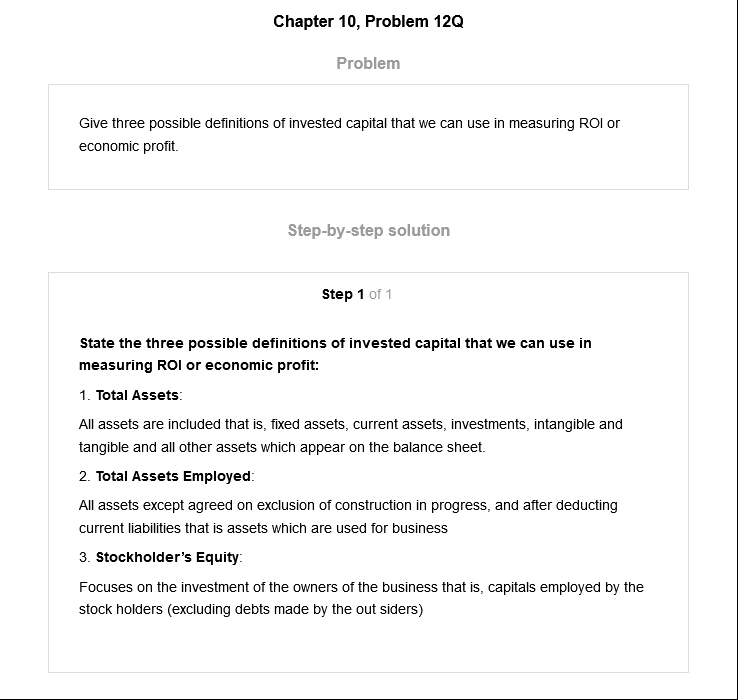 Chapter 10, Problem 12Q
Problem
Give three possible definitions of invested capital that we can use in measuring ROI or
economic profit.
Step-by-step solution
Step 1 of 1
State the three possible definitions of invested capital that we can use in
measuring ROI or economic profit:
1. Total Assets:
All assets are included that is, fixed assets, current assets, investments, intangible and
tangible and all other assets which appear on the balance sheet.
2. Total Assets Employed:
All assets except agreed on exclusion of construction in progress, and after deducting
current liabilities that is assets which are used for business
3. Stockholder’s Equity:
Focuses on the investment of the owners of the business that is, capitals employed by the
stock holders (excluding debts made by the out siders)